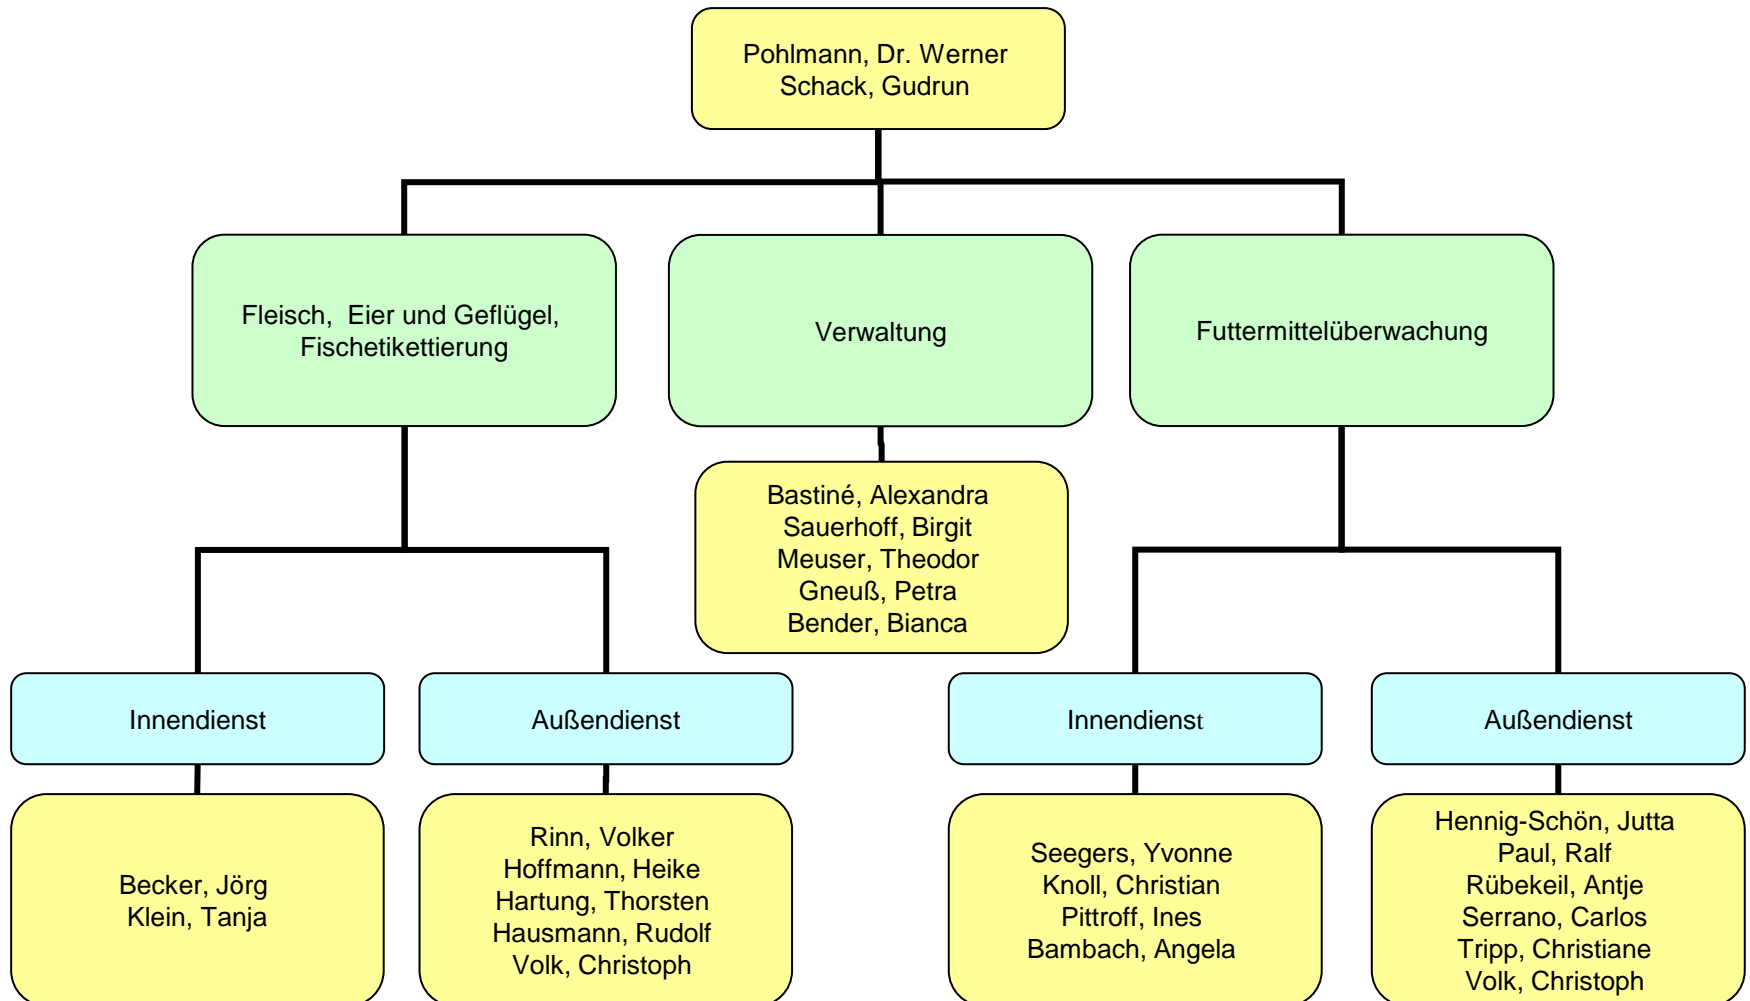 Pohlmann, Dr. Werner
Schack, Gudrun
Fleisch, Eier und Geflügel,
Fischetikettierung
Verwaltung
Futtermittelüberwachung
Bastiné, Alexandra
Sauerhoff, Birgit
Meuser, Theodor
Gneuß, Petra
Bender, Bianca
Innendienst
Außendienst
Innendienst
Außendienst
Becker, Jörg
Klein, Tanja
Rinn, Volker
Hoffmann, Heike
Hartung, Thorsten
Hausmann, Rudolf
Volk, Christoph
Seegers, Yvonne
Knoll, Christian
Pittroff, Ines
Bambach, Angela
Hennig-Schön, Jutta
Paul, Ralf
Rübekeil, Antje
Serrano, Carlos
Tripp, Christiane
Volk, Christoph